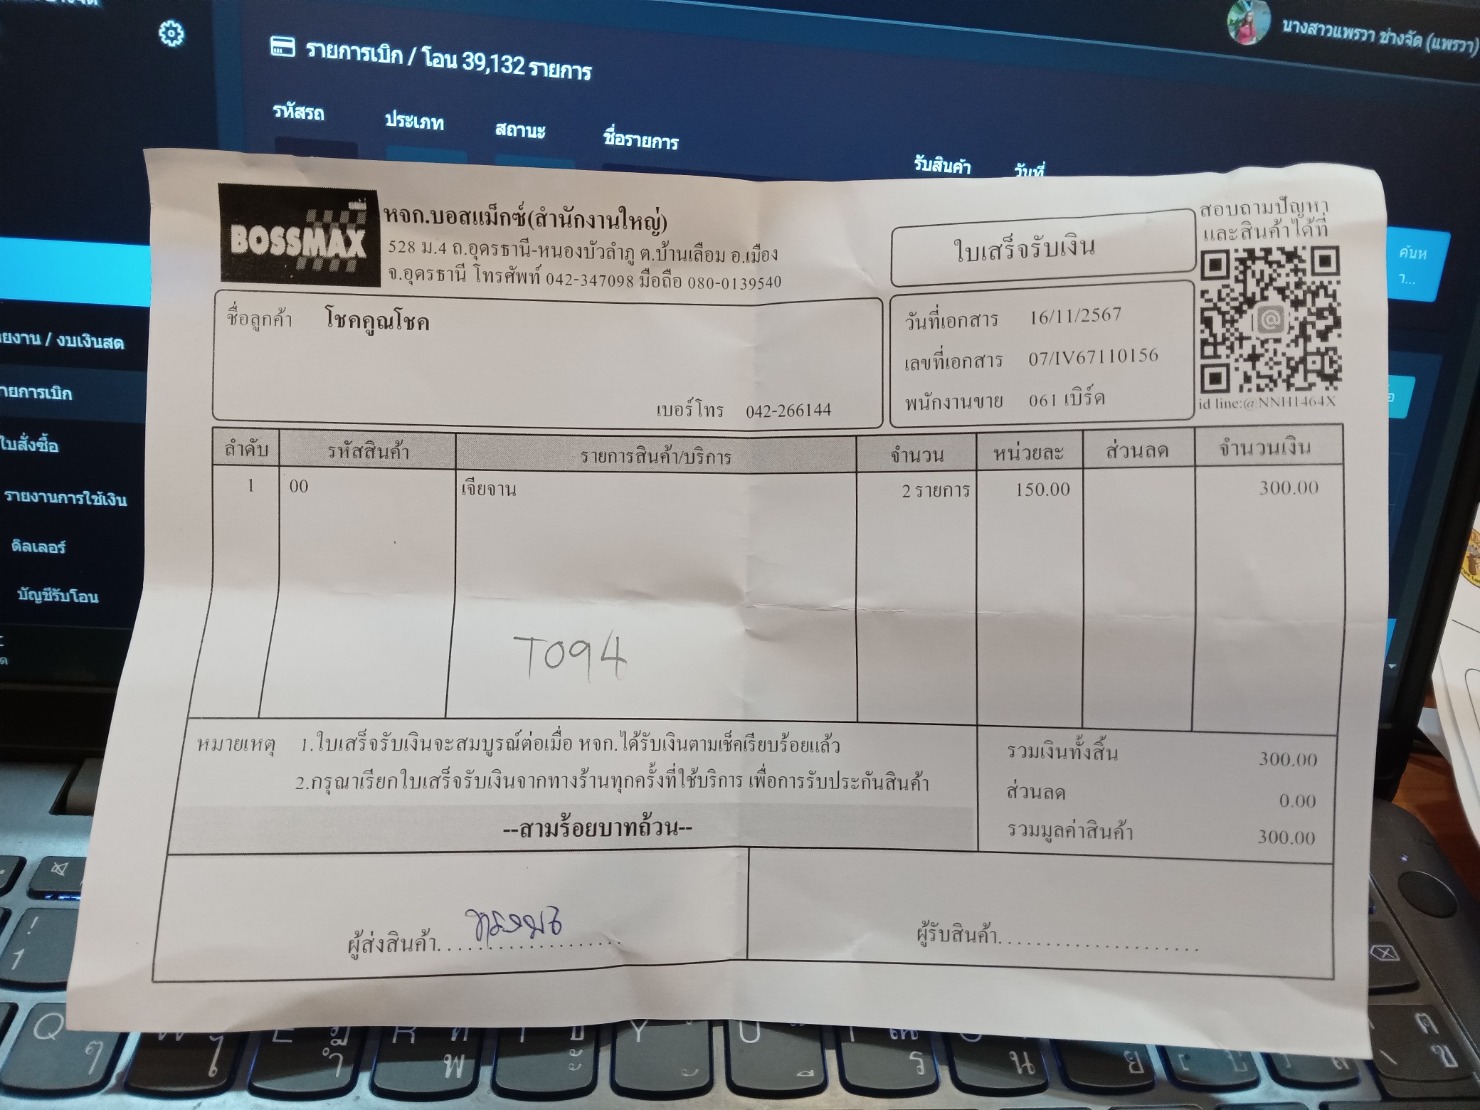 รายการเบิก / โอน 39,132 รายการ
นางสาวแพรวา ช่างจัด (แพรวา)
รหัสรถ ประเภท สถานะ ชื่อรายการ รับสินค้า วันที่
ค้นห
า...
งบเงินสด
ายการเบิก
ใบสั่งซื้อ
รายงานการใช้เงิน
ดิลเลอร์
บัญชีรับโอน
BOSSMAX
หจก.บอสแม็กซ์(สำนักงานใหญ่)
528 ม.4 ถ.อุดรธานี-หนองบัวลำภู ต.บ้านเลื่อม อ.เมือง
จ.อุดรธานี โทรศัพท์ 042-347098 มือถือ 080-0139540
ใบเสร็จรับเงิน
สอบถามปัญหา
และสินค้าได้ที่
id line:@NNH1464X
ชื่อลูกค้า โชคคูณโชค
เบอร์โทร 042-266144
วันที่เอกสาร 16/11/2567
เลขที่เอกสาร 07/IV67110156
พนักงานขาย 061 เบิร์ด
ลำดับ รหัสสินค้า รายการสินค้า/บริการ จำนวน หน่วยละ ส่วนลด จำนวนเงิน
1 00 เจียจาน 2 รายการ 150.00 300.00
T094
หมายเหตุ 1.ใบเสร็จรับเงินจะสมบูรณ์ต่อเมื่อ หจก.ได้รับเงินตามเช็คเรียบร้อยแล้ว
2.กรุณาเรียกใบเสร็จรับเงินจากทางร้านทุกครั้งที่ใช้บริการ เพื่อการรับประกันสินค้า
--สามร้อยบาทถ้วน--
รวมเงินทั้งสิ้น 300.00
ส่วนลด 0.00
รวมมูลค่าสินค้า 300.00
ผู้ส่งสินค้า....................
ผู้รับสินค้า.....................